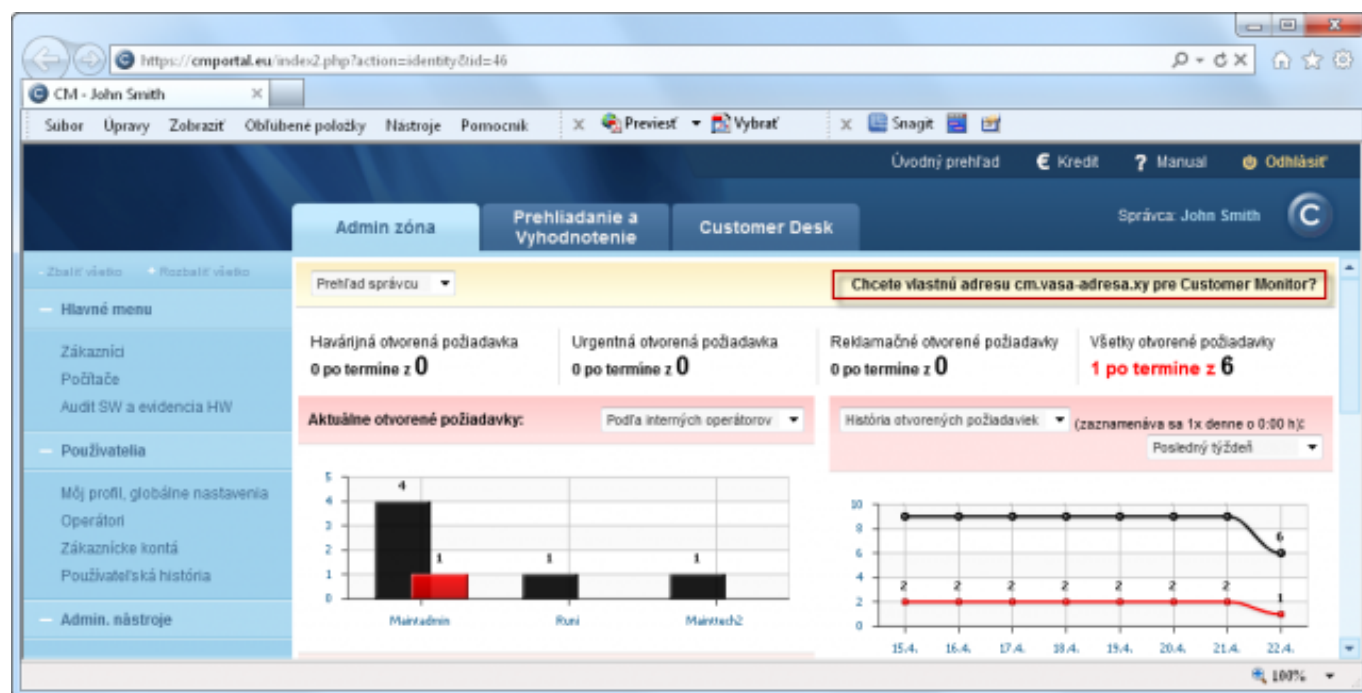 https://cmportal.eu/index2.php?action=identity&id=46
CM - John Smith
Súbor Úpravy Zobraziť Obľúbené položky Nástroje Pomocník x Previesť Vybrať x Snagit
Úvodný prehľad € Kredit ? Manual Odhlásiť
Admin zóna
Prehliadanie a
Vyhodnotenie
Customer Desk
Správca: John Smith
- Zbaliť všetko + Rozbaliť všetko
Hlavné menu
Zákazníci
Počítače
Audit SW a evidencia HW
Používatelia
Môj profil, globálne nastavenia
Operátori
Zákaznícke kontá
Používateľská história
Admin. nástroje
Prehľad správcu
Chcete vlastnú adresu cm.vasa-adresa.xy pre Customer Monitor?
Havárijná otvorená požiadavka
0 po termíne z 0
Urgentná otvorená požiadavka
0 po termíne z 0
Reklamačné otvorené požiadavky
0 po termíne z 0
Všetky otvorené požiadavky
1 po termíne z 6
Aktuálne otvorené požiadavky:
Podľa interných operátorov
5
4
3
2
1
0
4
1
1
1
Maintadmin Runi Mainttech2
História otvorených požiadaviek
(zaznamenáva sa 1x denne o 0:00 h):
Posledný týždeň
10
8
6
4
2
0
6
2 2 2 2 2 2 2 1
15.4. 16.4. 17.4. 18.4. 19.4. 20.4. 21.4. 22.4.
100%